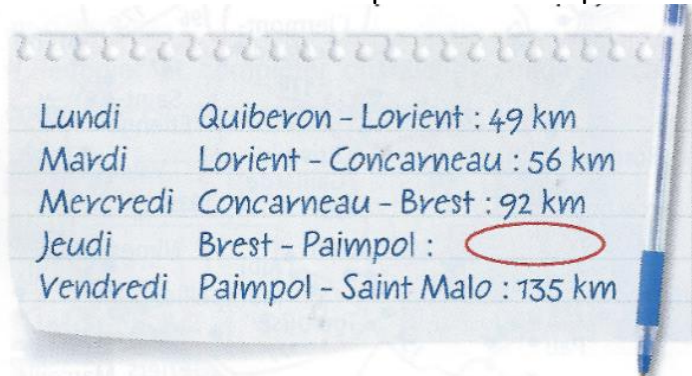 Lundi Quiberon - Lorient : 49 km
Mardi Lorient - Concarneau : 56 km
Mercredi Concarneau - Brest : 92 km
Jeudi Brest - Paimpol :
Vendredi Paimpol - Saint Malo : 135 km